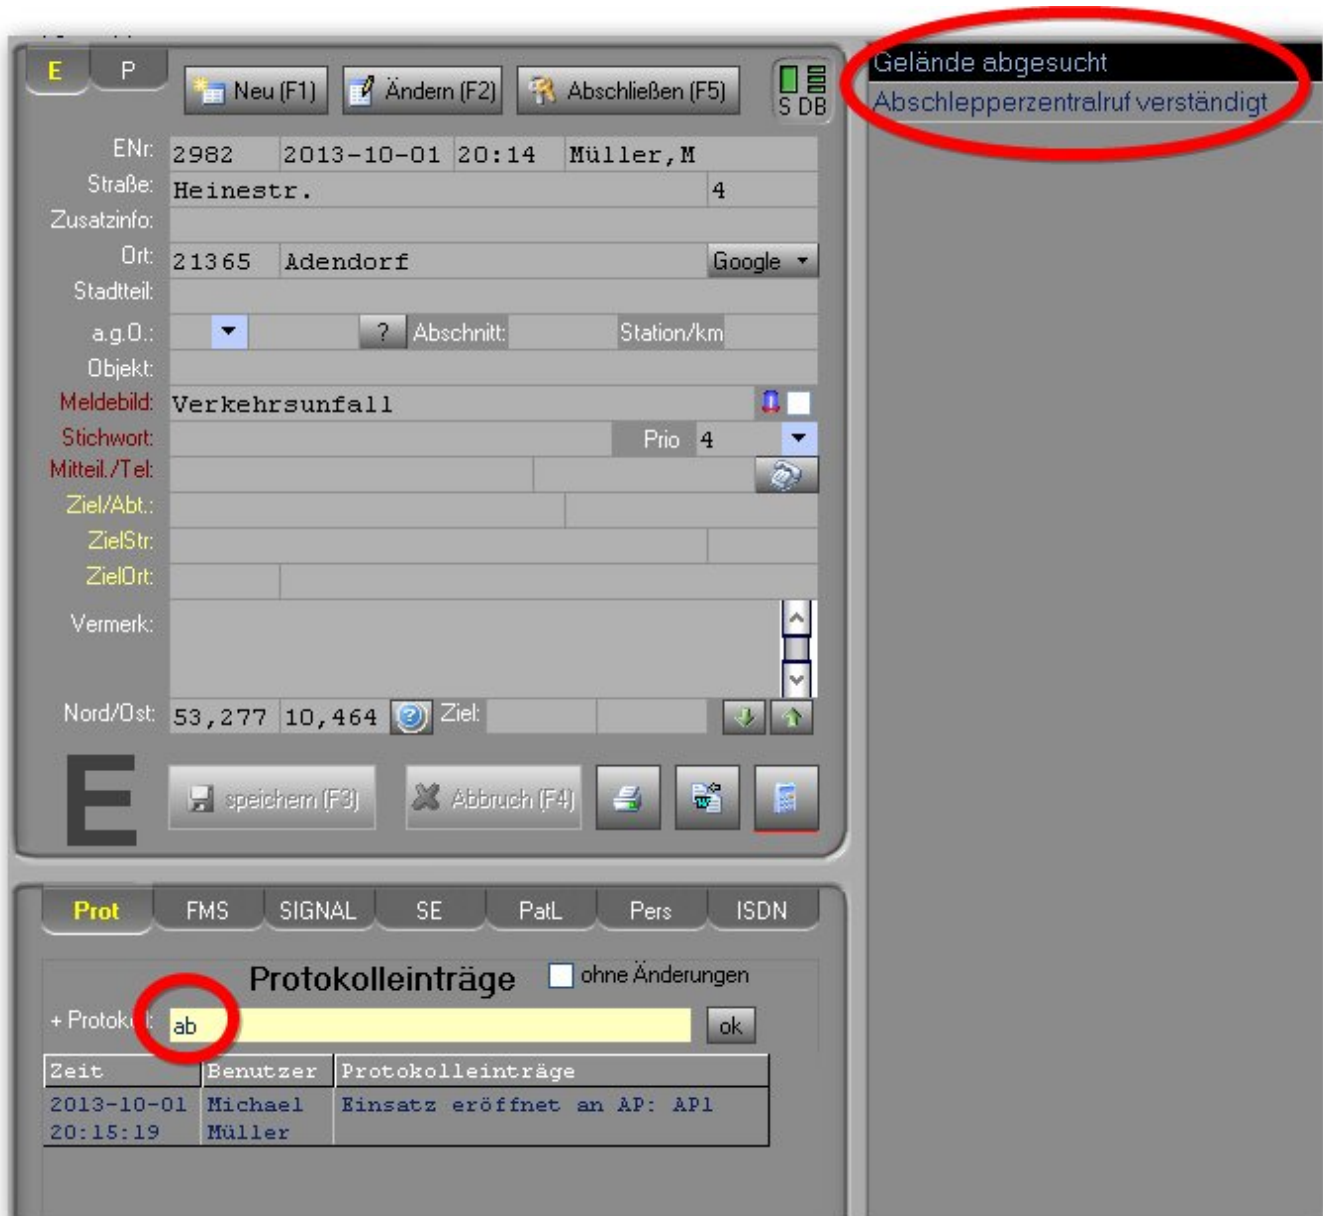 E P
Neu (F1) Ändern (F2) Abschließen (F5) S DB
Gelände abgesucht
Abschlepperzentralruf verständigt
ENr: 2982 2013-10-01 20:14 Müller,M
Straße: Heinestr. 4
Zusatzinfo:
Ort: 21365 Adendorf Google
Stadtteil:
a.g.O.: ? Abschnitt: Station/km
Objekt:
Meldebild: Verkehrsunfall
Stichwort: Prio 4
Mitteil./Tel:
Ziel/Abt.:
ZielStr:
ZielOrt:
Vermerk:
Nord/Ost: 53,277 10,464 ? Ziel:
E speichern (F3) Abbruch (F4)
Prot FMS SIGNAL SE PatL Pers ISDN
Protokolleinträge ohne Änderungen
+ ab ok
Zeit Benutzer Protokolleinträge
2013-10-01 Michael Einsatz eröffnet an AP: AP1
20:15:19 Müller